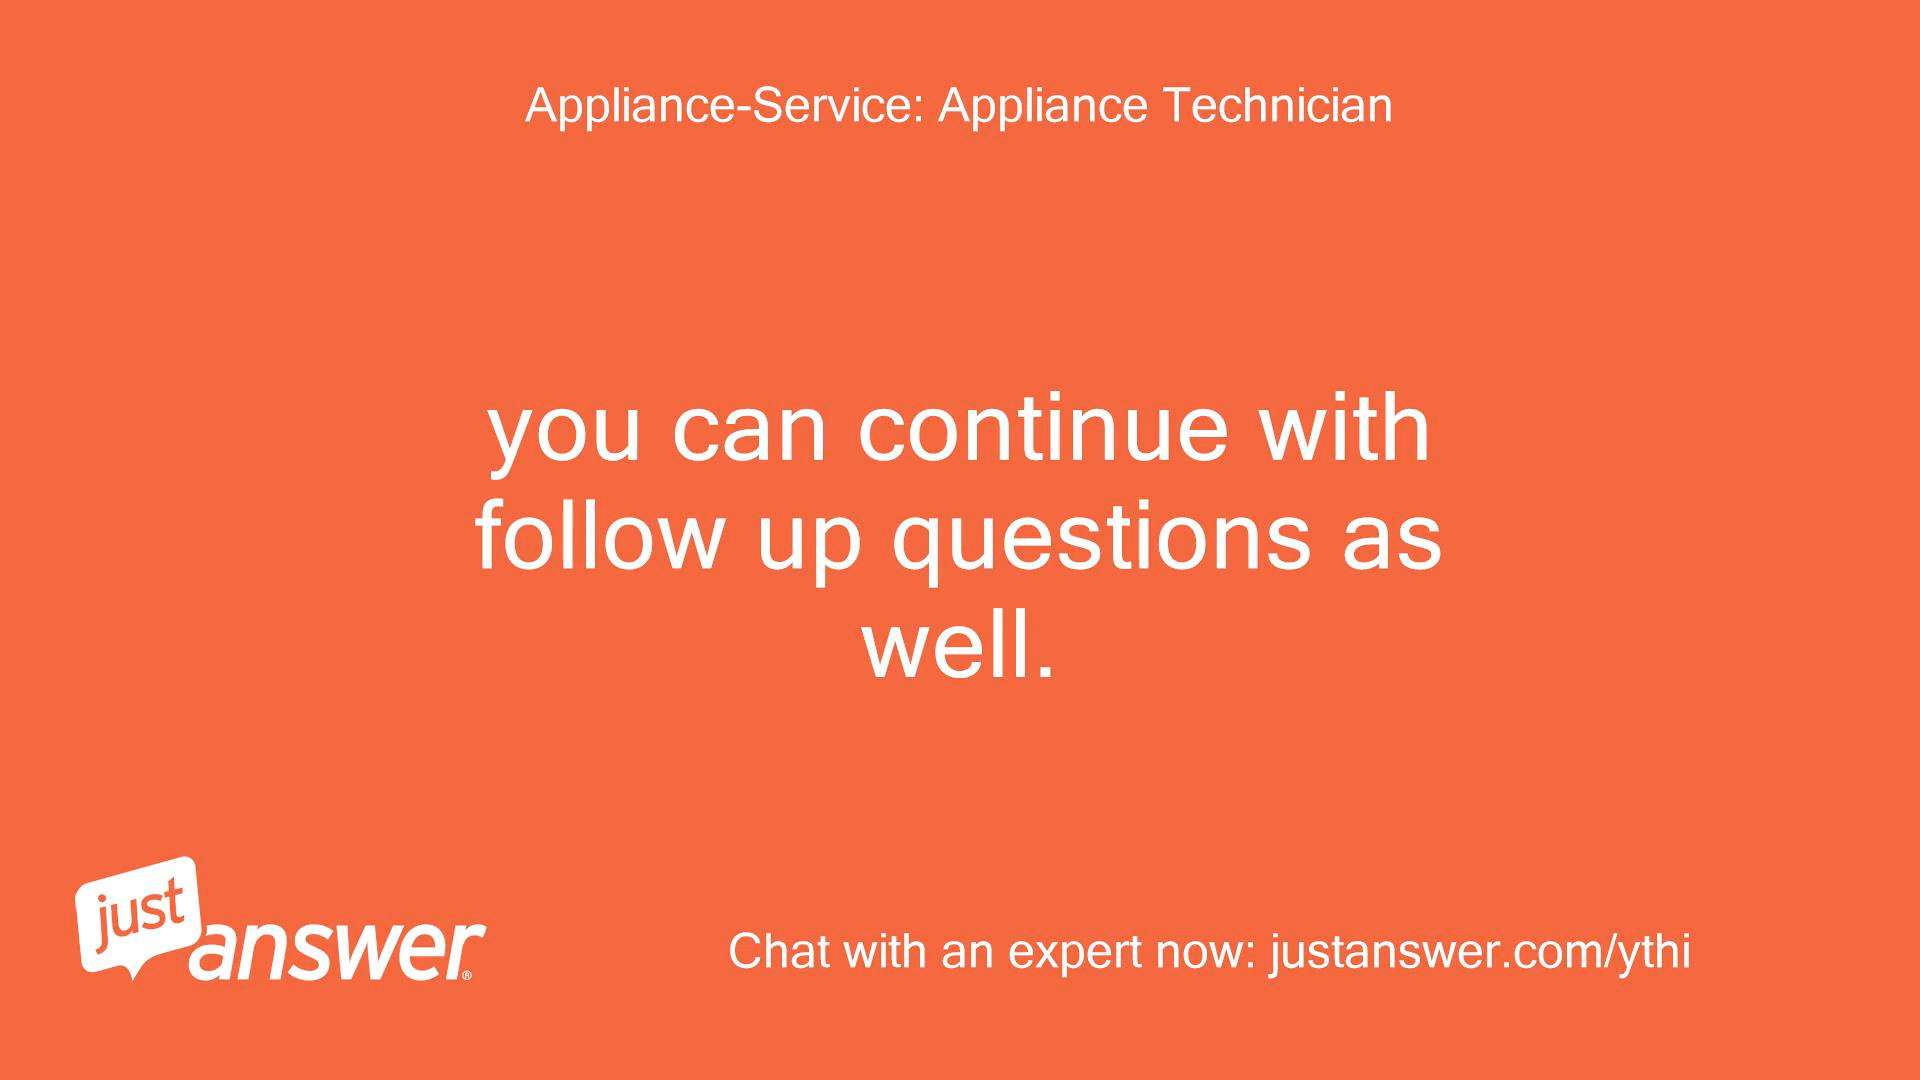 Appliance-Service: Appliance Technician
you can continue with
follow up questions as
well.
just
answer®
Chat with an expert now: justanswer.com/ythi